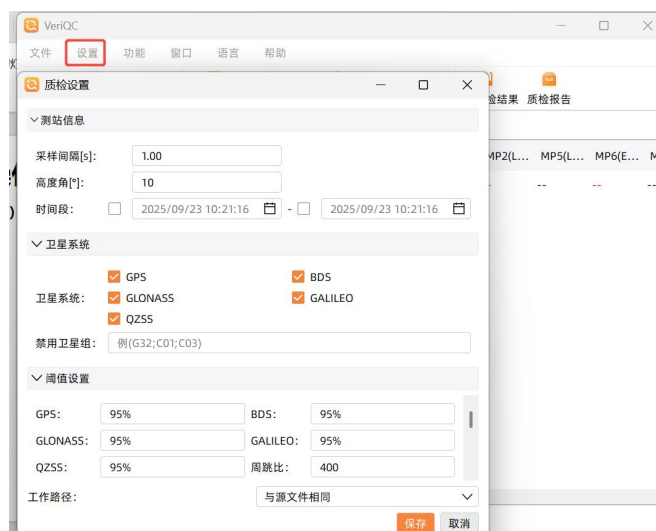 VeriQC
文件 设置 功能 窗口 语言 帮助
质检设置
检结果 质检报告
测站信息
采样间隔[s]: 1.00
MP2(L... MP5(L... MP6(E...
高度角[°]: 10
-- --
时间段: 2025/09/23 10:21:16 - 2025/09/23 10:21:16
卫星系统
GPS BDS
卫星系统: GLONASS GALILEO
QZSS
禁用卫星组: 例(G32;C01;C03)
阈值设置
GPS: 95% BDS: 95%
GLONASS: 95% GALILEO: 95%
QZSS: 95% 周跳比: 400
工作路径: 与源文件相同
保存 取消